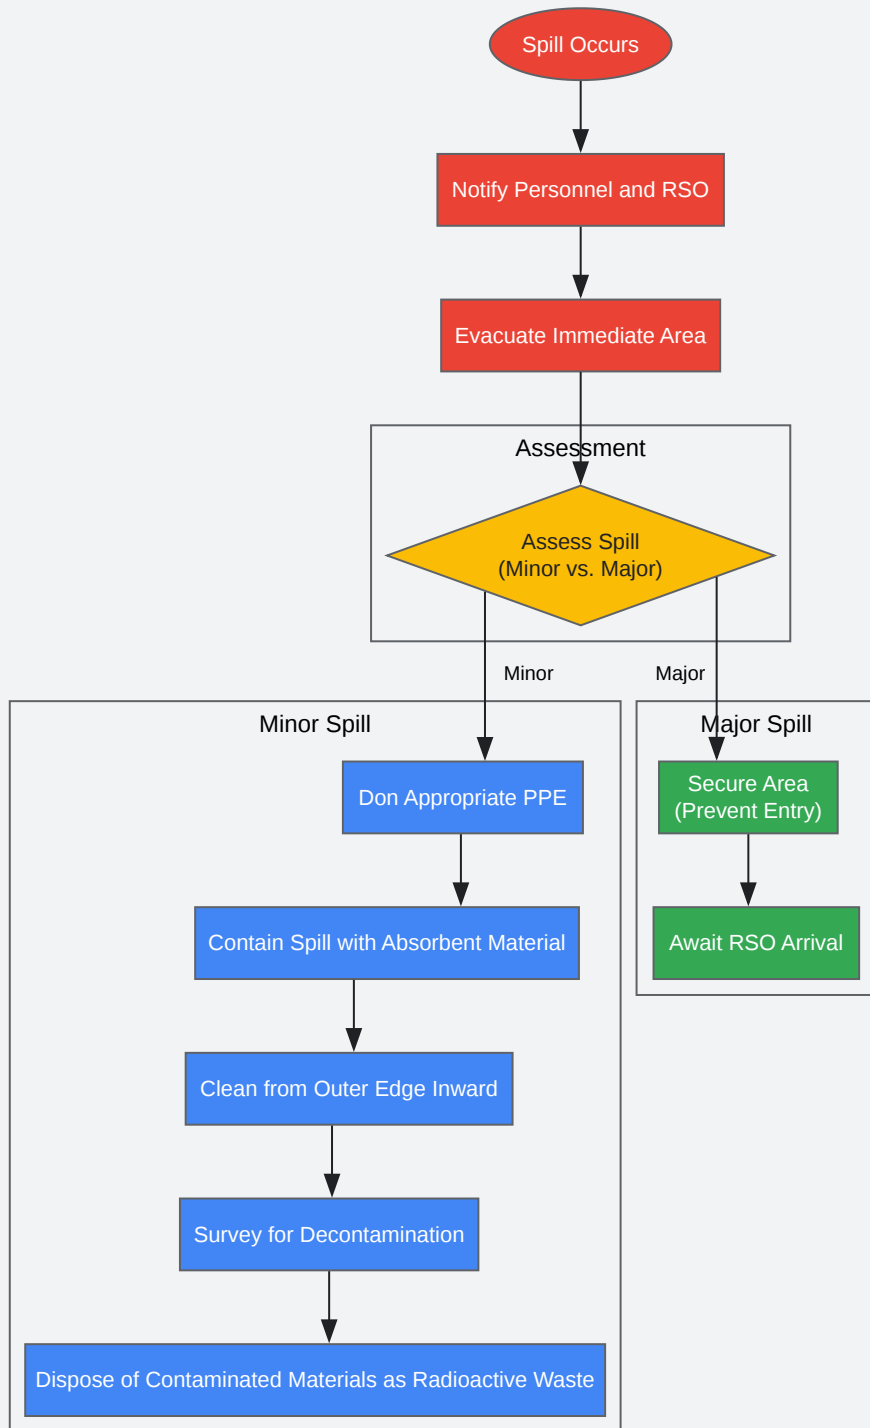 Spill Occurs
Notify Personnel and RSO
Evacuate Immediate Area
Assessment
Assess Spill
(Minor vs. Major)
Minor
Major
Minor Spill
Don Appropriate PPE
Contain Spill with Absorbent Material
Clean from Outer Edge Inward
Survey for Decontamination
Dispose of Contaminated Materials as Radioactive Waste
Major Spill
Secure Area
(Prevent Entry)
Await RSO Arrival